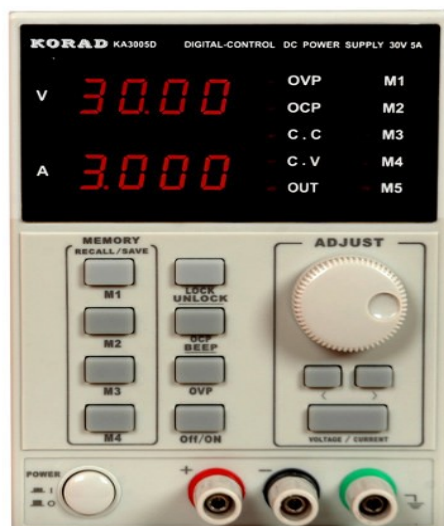 KORAD KA3005D DIGITAL-CONTROL DC POWER SUPPLY 30V 5A
V 30.00
A 3.000
OVP M1
OCP M2
C.C M3
C.V M4
OUT M5
MEMORY
RECALL/SAVE
M1
M2
M3
M4
LOCK
UNLOCK
OCP
BEEP
OVP
Off/ON
ADJUST
< >
VOLTAGE / CURRENT
POWER
I
O
+ -